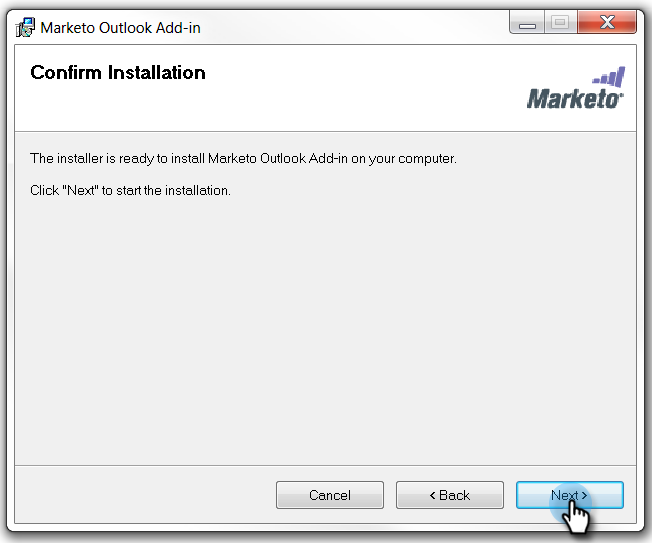 Marketo Outlook Add-in
Confirm Installation
Marketo
The installer is ready to install Marketo Outlook Add-in on your computer.
Click "Next" to start the installation.
Cancel
< Back
Next >